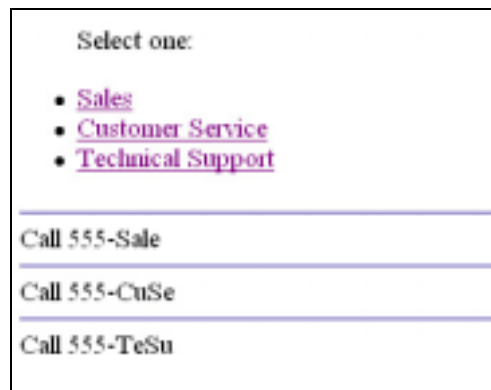 Select one:
Sales
Customer Service
Technical Support
Call 555-Sale
Call 555-CuSe
Call 555-TeSu